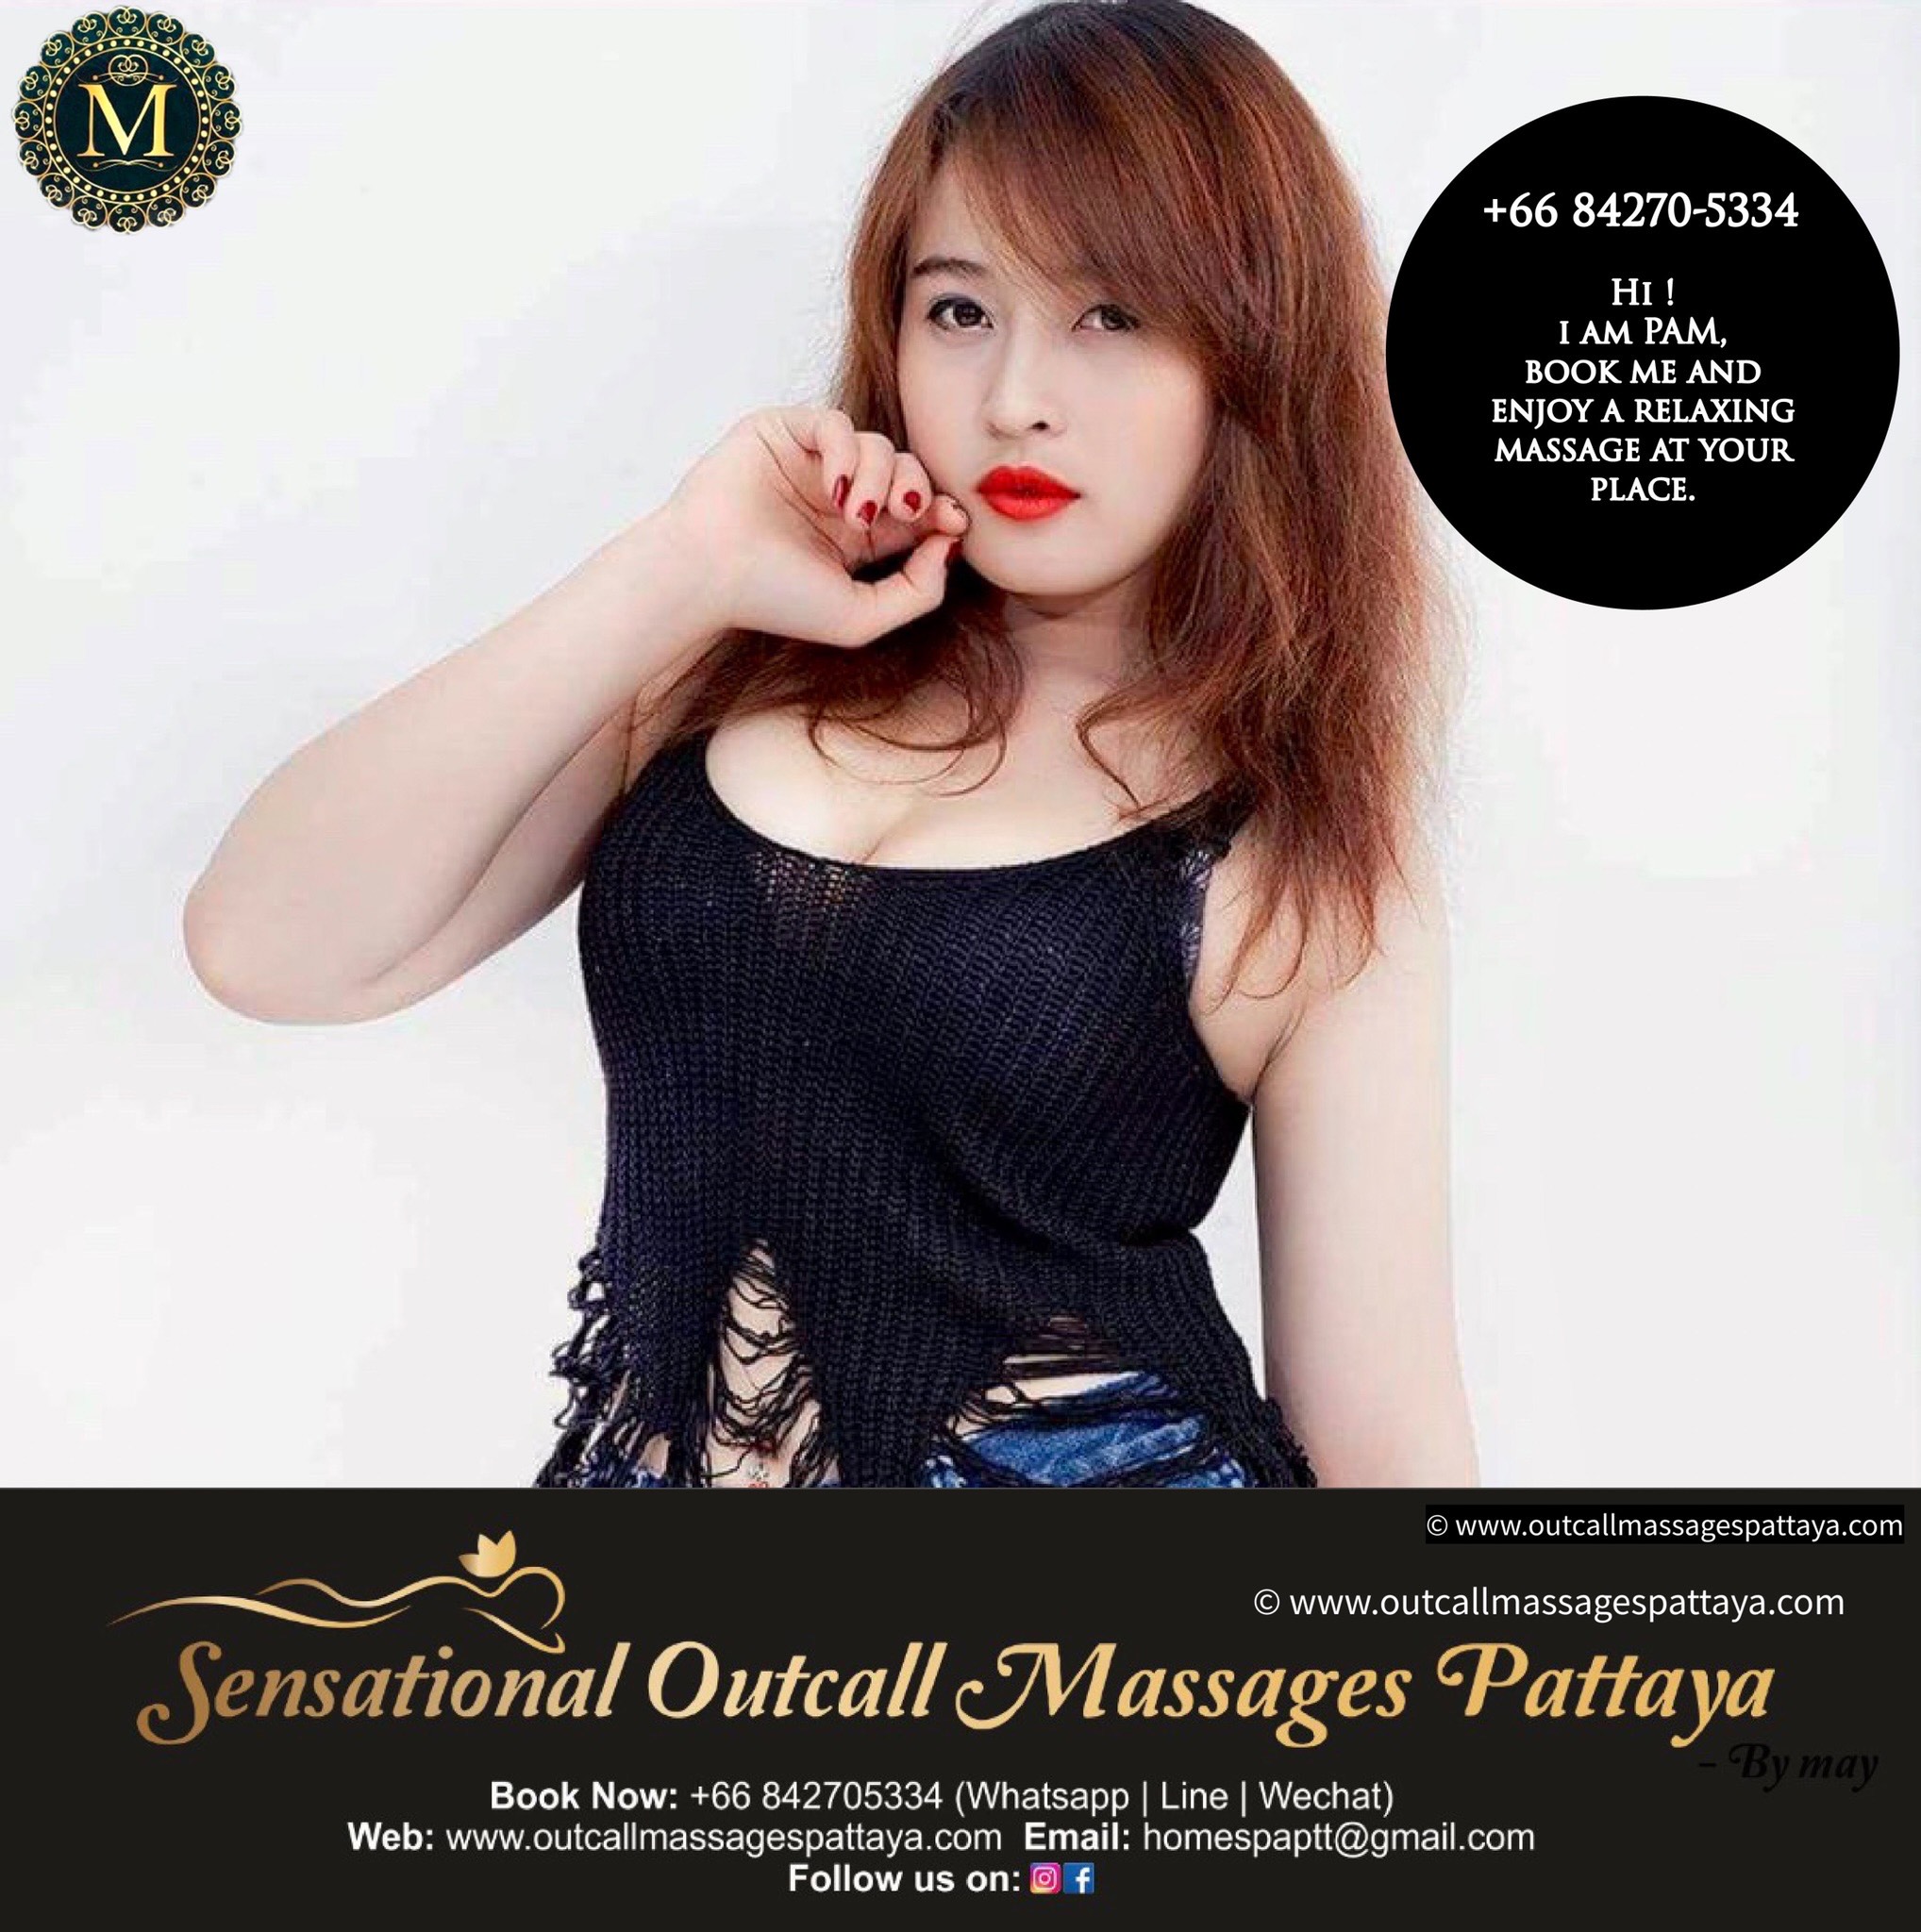 M
+66 84270-5334
Hi !
I AM PAM,
BOOK ME AND
ENJOY A RELAXING
MASSAGE AT YOUR
PLACE.
© www.outcallmassagespattaya.com
© www.outcallmassagespattaya.com
Sensational Outcall Massages Pattaya
- By may
Book Now: +66 842705334 (Whatsapp | Line | Wechat)
Web: www.outcallmassagespattaya.com Email: homespaptt@gmail.com
Follow us on: